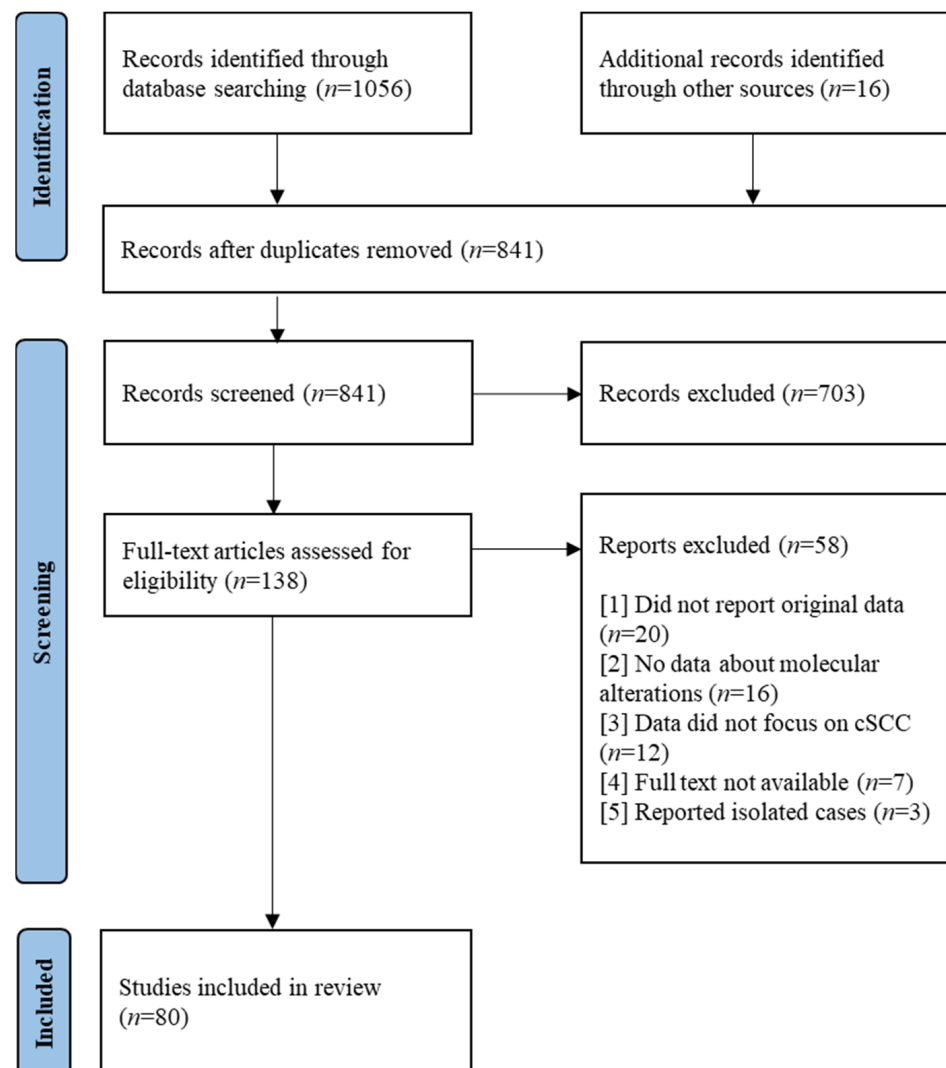 Identification
Records identified through
database searching (n=1056)
Additional records identified
through other sources (n=16)
Records after duplicates removed (n=841)
Screening
Records screened (n=841)
Records excluded (n=703)
Full-text articles assessed for
eligibility (n=138)
Reports excluded (n=58)
[1] Did not report original data
(n=20)
[2] No data about molecular
alterations (n=16)
[3] Data did not focus on cSCC
(n=12)
[4] Full text not available (n=7)
[5] Reported isolated cases (n=3)
Included
Studies included in review
(n=80)